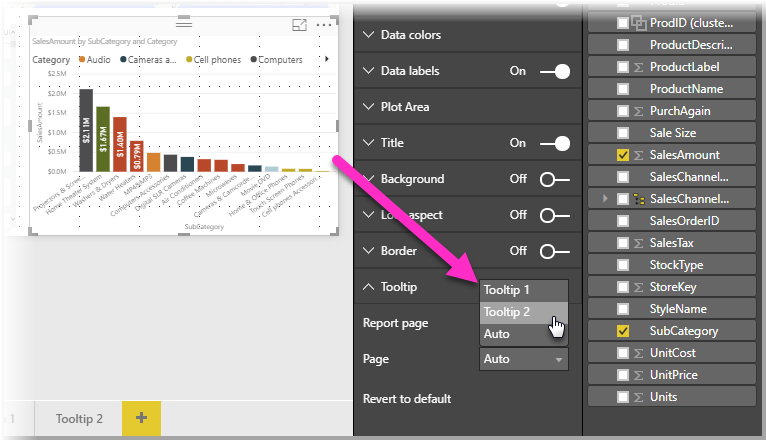 SalesAmount by SubCategory and Category
Category Audio Cameras a... Cell phones Computers
SalesAmount
$2.5M
$2.0M
$1.5M
$1.0M
$0.5M
$0.0M
$2.11M
$1.67M
$1.40M
$0.79M
Projectors & Scree...
Home Theater System
Washers & Dryers
Water Heaters
MP4&MP3
Computers Accessories
Digital SLR Cameras
Air Conditioners
Coffee Machines
Microwaves
Cameras & Camcorde...
Movie DVD
Home & Office Phones
Touch Screen Phones
Cell phones Accesson...
SubCategory
1
Tooltip 2
+
Data colors
Data labels On
Plot Area
Title On
Background Off
Lock aspect Off
Border Off
Tooltip
Tooltip 1
Tooltip 2
Auto
Report page
Page Auto
Revert to default
ProdID (cluste...
ProductDescri...
ProductLabel
ProductName
PurchAgain
Sale Size
SalesAmount
SalesChannel...
SalesChannel...
SalesOrderID
SalesTax
StockType
StoreKey
StyleName
SubCategory
UnitCost
UnitPrice
Units